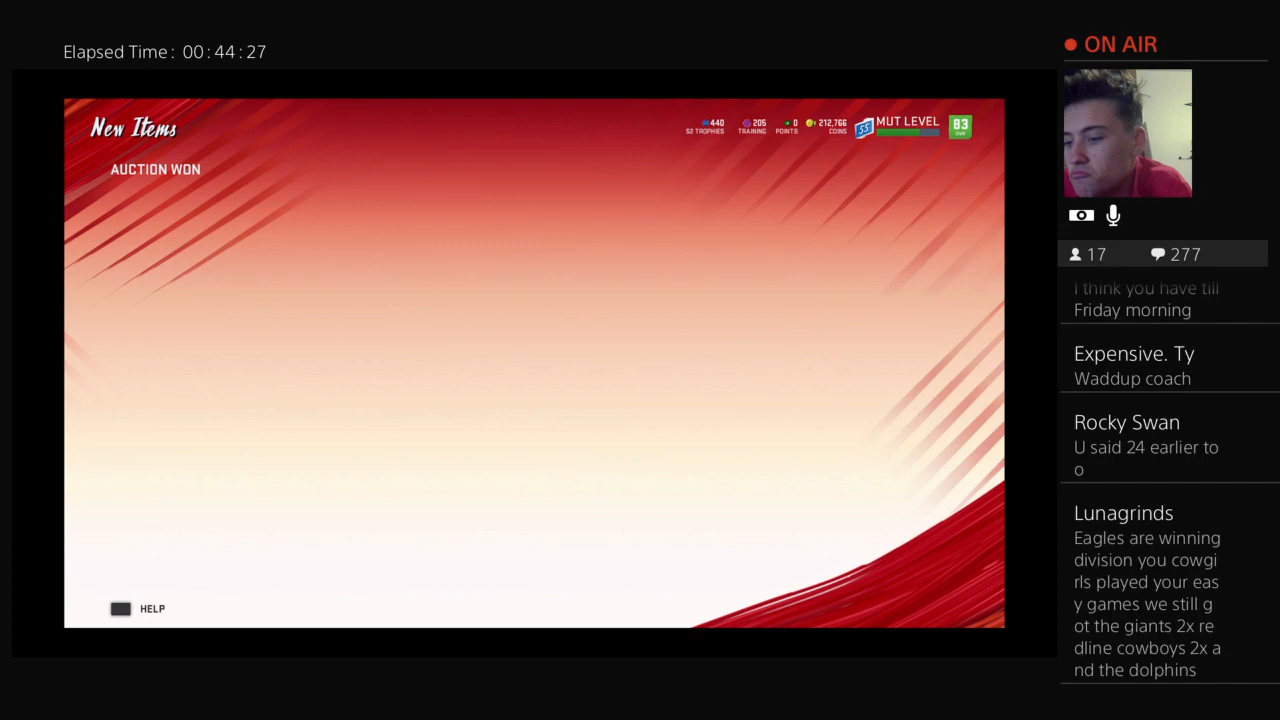 Elapsed Time: 00:44:27
ON AIR
New Items
440
S2 TROPHIES
205
TRAINING
0
POINTS
212,766
COINS
55
MUT LEVEL
83
OVR
AUCTION WON
17
277
I think you have till
Friday morning
Expensive. Ty
Waddup coach
Rocky Swan
U said 24 earlier to
o
Lunagrinds
Eagles are winning
division you cowgi
rls played your eas
y games we still g
ot the giants 2x re
dline cowboys 2x a
nd the dolphins
HELP